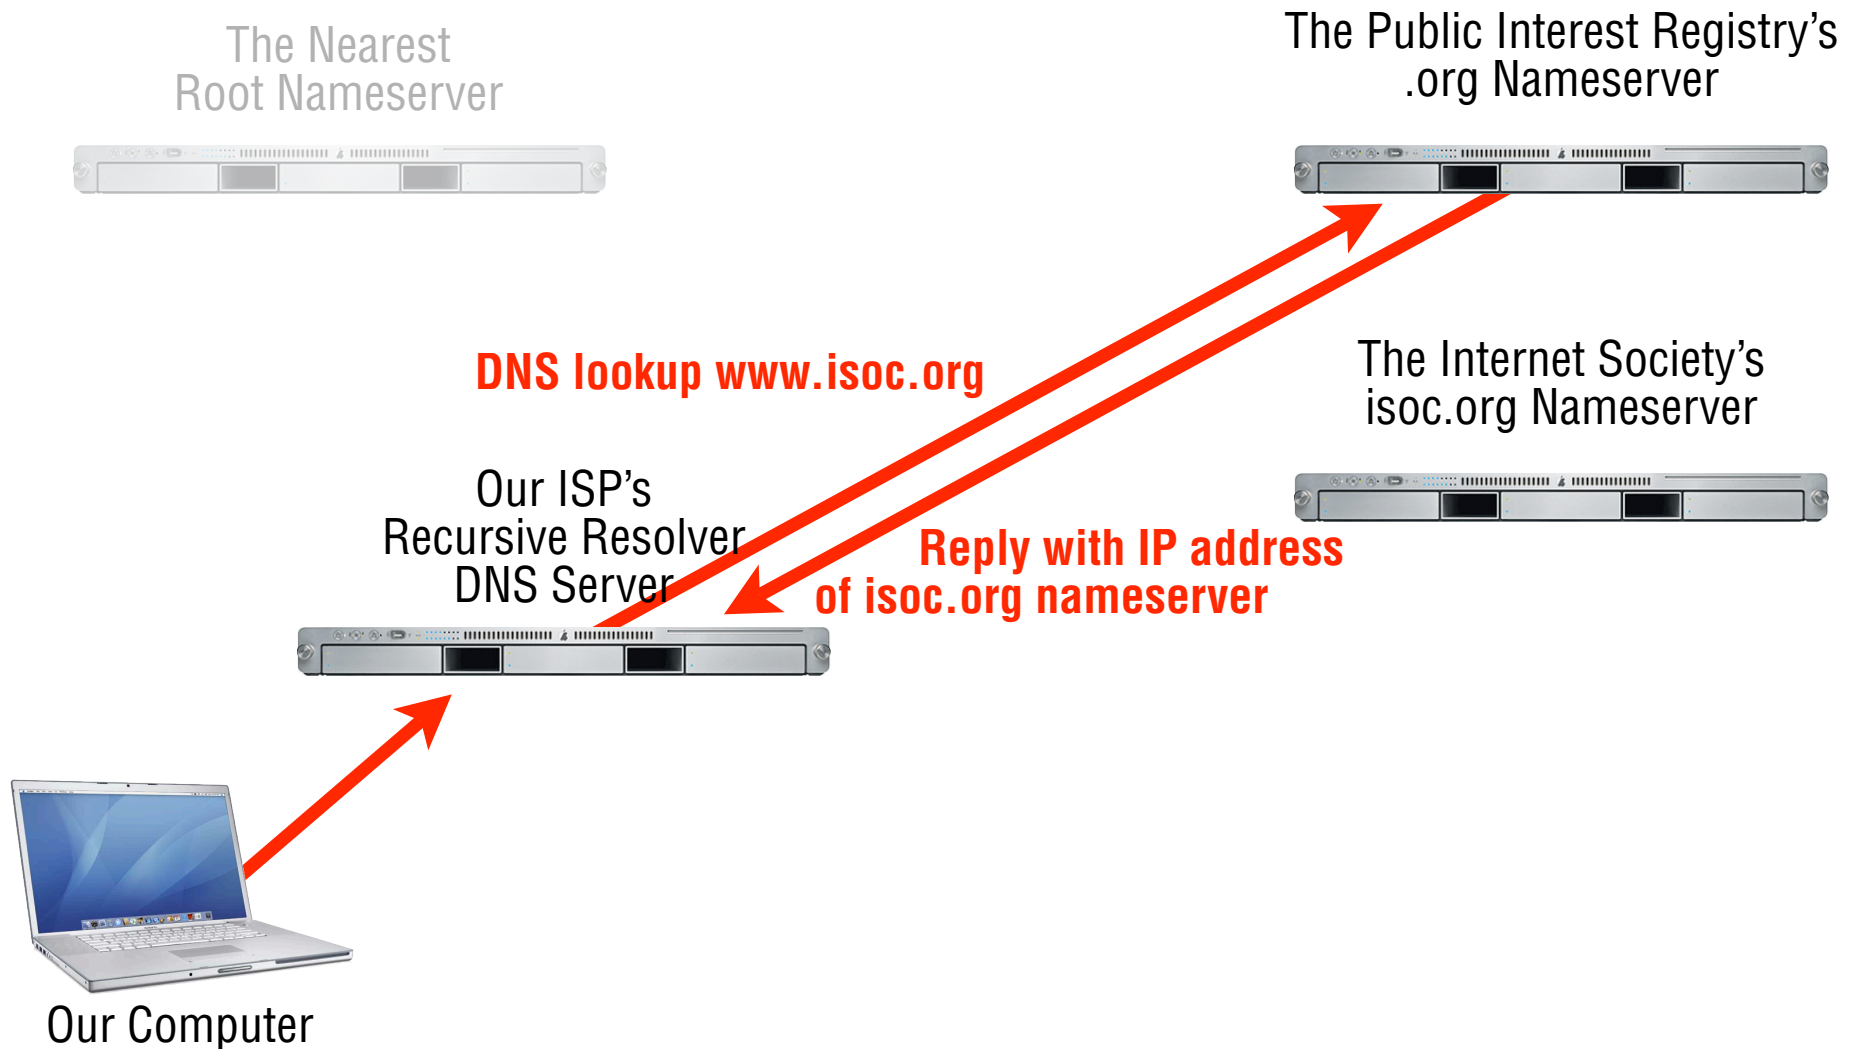 The Nearest
Root Nameserver
The Public Interest Registry’s
.org Nameserver
DNS lookup www.isoc.org
The Internet Society’s
isoc.org Nameserver
Our ISP’s
Recursive Resolver
DNS Server
Reply with IP address
of isoc.org nameserver
Our Computer